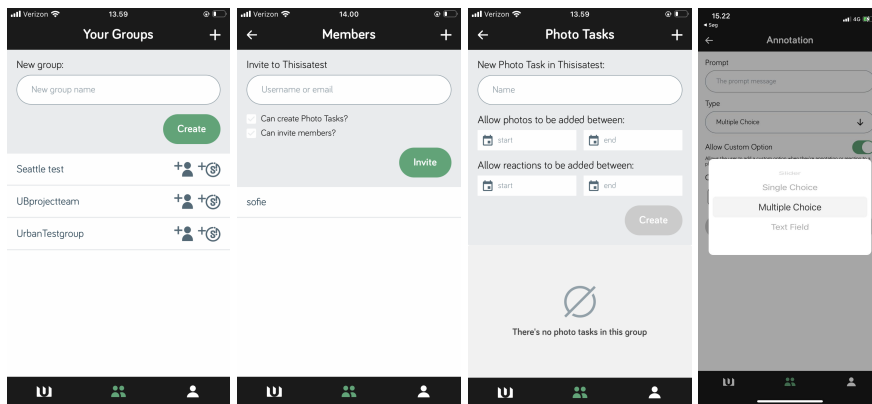 Verizon
13.59
Your Groups
+
New group:
New group name
Create
Seattle test
UBprojectteam
UrbanTestgroup
Verizon
14.00
Members
+
Invite to Thisisatest
Username or email
Can create Photo Tasks?
Can invite members?
Invite
sofie
Verizon
13.59
Photo Tasks
+
New Photo Task in Thisisatest:
Name
Allow photos to be added between:
start
end
Allow reactions to be added between:
start
end
Create
There's no photo tasks in this group
15.22
4G
Søg
Annotation
Prompt
The prompt message
Type
Multiple Choice
Allow Custom Option
Single Choice
Multiple Choice
Text Field